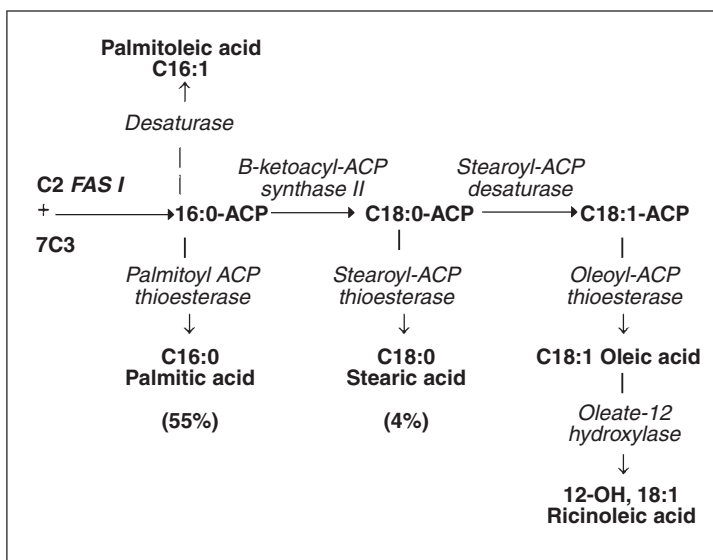 Palmitoleic acid
C16:1
Desaturase
B-ketoacyl-ACP
synthase II
Stearoyl-ACP
desaturase
C2 FAS I
+
7C3
16:0-ACP
C18:0-ACP
C18:1-ACP
Palmitoyl ACP
thioesterase
Stearoyl-ACP
thioesterase
Oleoyl-ACP
thioesterase
C16:0
Palmitic acid
C18:0
Stearic acid
C18:1 Oleic acid
(55%)
(4%)
Oleate-12
hydroxylase
12-OH, 18:1
Ricinoleic acid